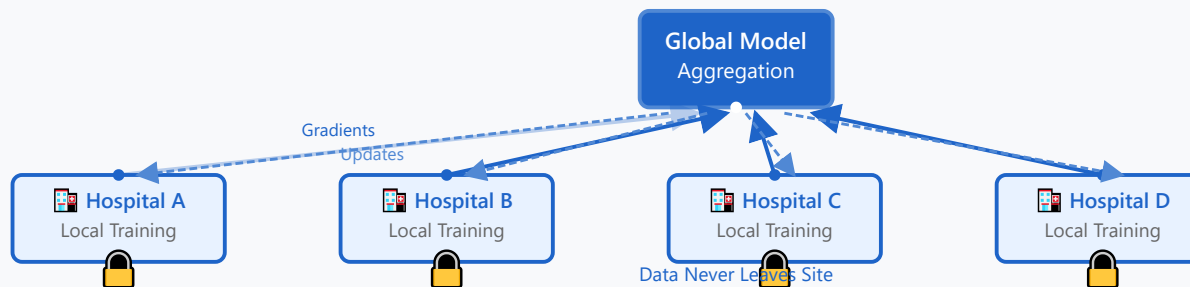 Global Model
Aggregation
Gradients
Updates
Hospital A
Local Training
Hospital B
Local Training
Hospital C
Local Training
Hospital D
Local Training
Data Never Leaves Site